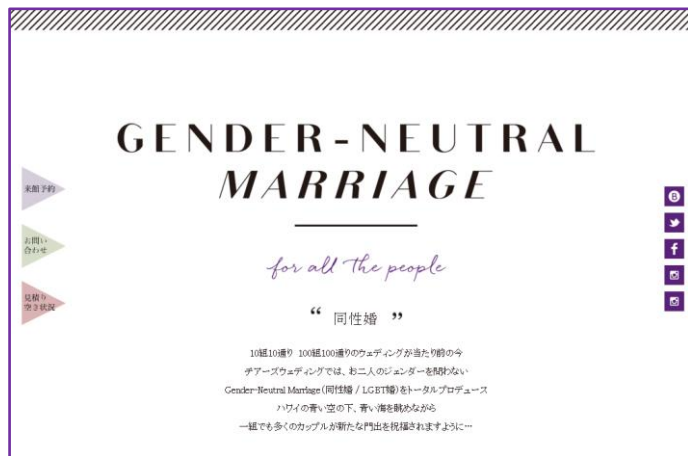 GENDER-NEUTRAL
MARRIAGE
for all the people
“ 同性婚 ”
10組10通り 100組100通りのウェディングが当たり前の今
チアーズウェディングでは、お二人のジェンダーを問わない
Gender-Neutral Marriage(同性婚 / LGBT婚)をトータルプロデュース
ハワイの青い空の下、青い海を眺めながら
一組でも多くのカップルが新たな門出を祝福されますように…
来館予約
お問い
合わせ
見積り
空き状況